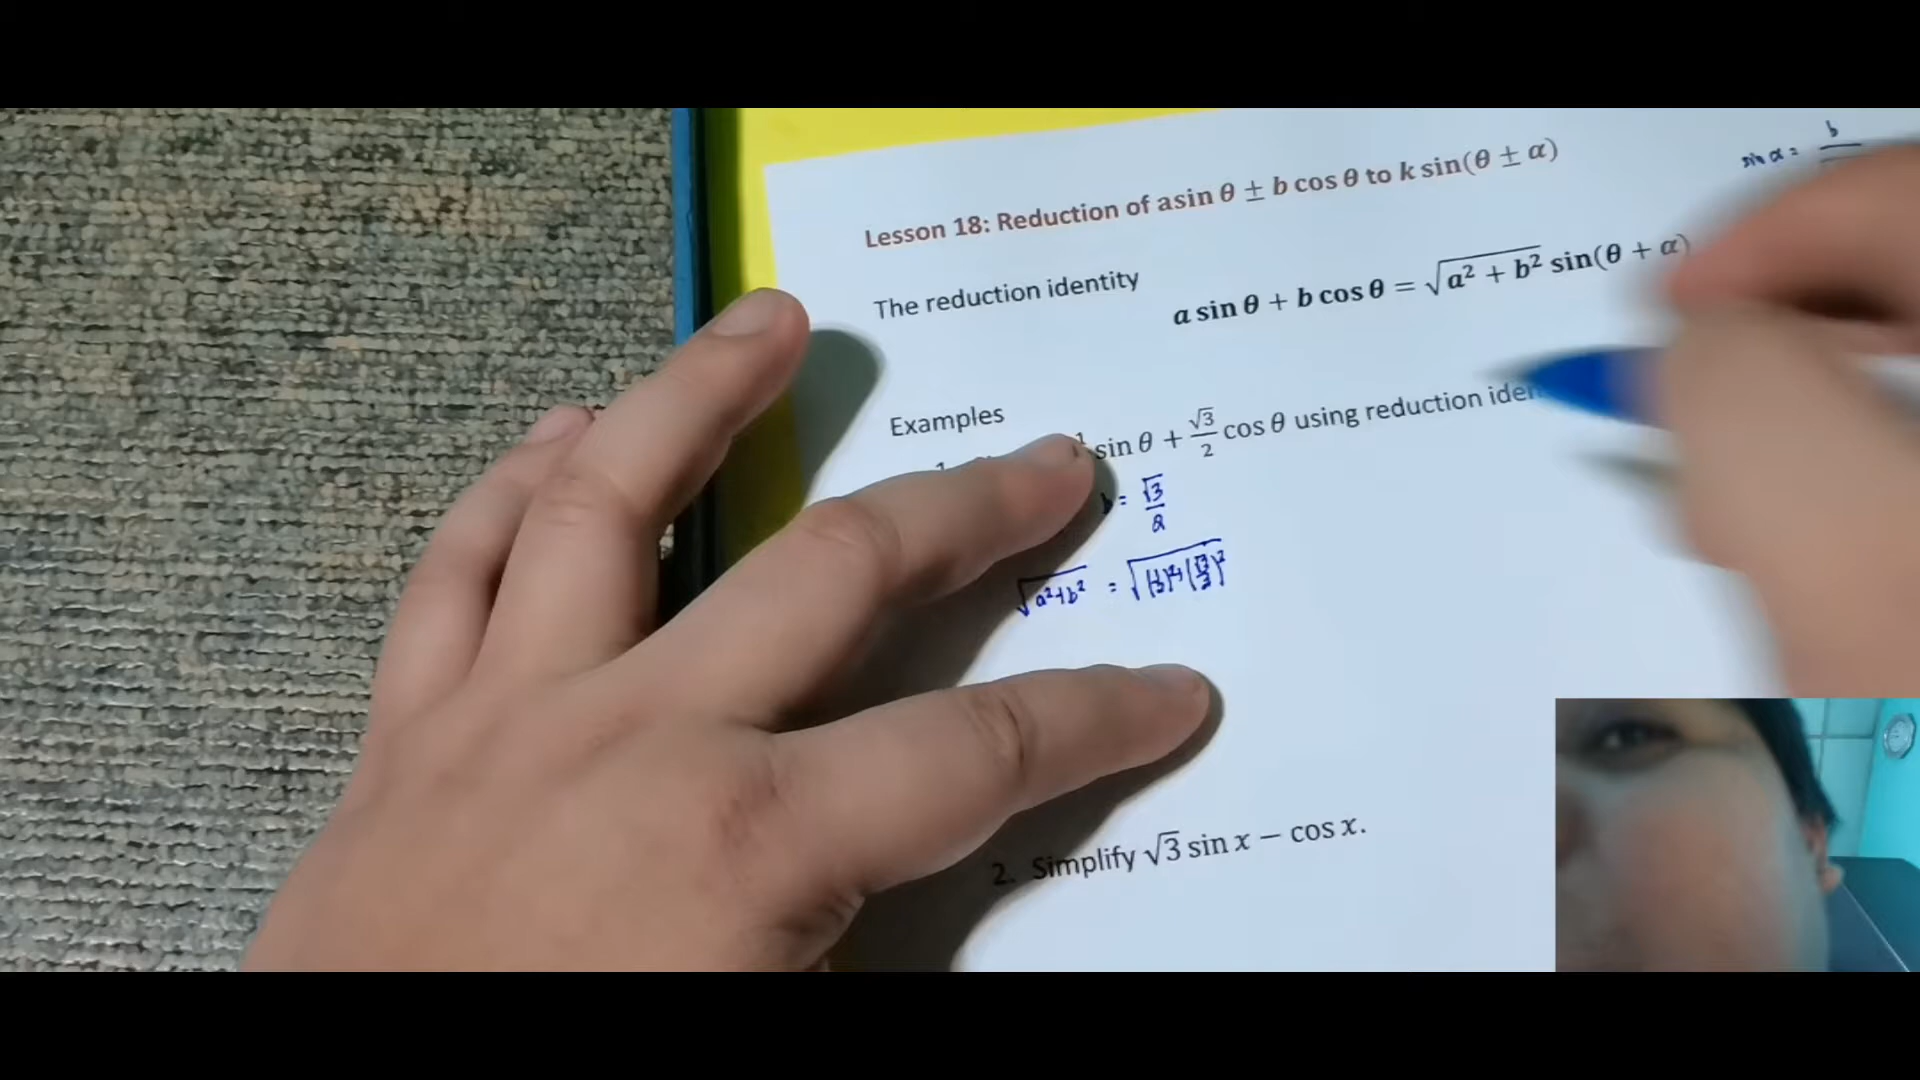 Lesson 18: Reduction of asin θ ± b cos θ to k sin(θ ± α)
sin α = b
The reduction identity
a sin θ + b cos θ = √(a² + b²) sin(θ + α)
Examples
sin θ + √3/2 cos θ using reduction
b = √3/2
√(a²+b²) = √((1/2)²+(√3/2)²)
2. Simplify √3 sin x − cos x.